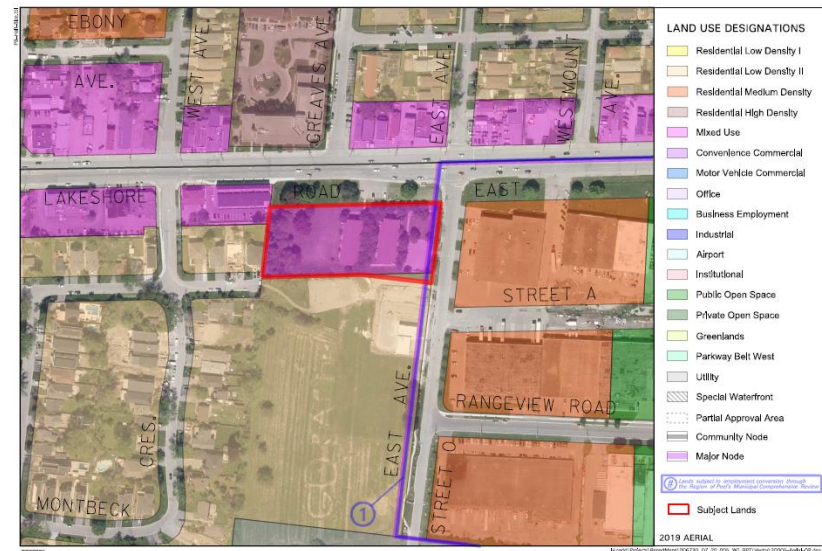 EBONY
AVE.
WEST AVE.
GREAVES AVE.
EAST AVE.
WESTMOUNT AVE.
LAKESHORE ROAD EAST
STREET A
RANGEVIEW ROAD
EAST AVE.
STREET O
CRES.
MONTBECK
1
LAND USE DESIGNATIONS
Residential Low Density I
Residential Low Density II
Residential Medium Density
Residential High Density
Mixed Use
Convenience Commercial
Motor Vehicle Commercial
Office
Business Employment
Industrial
Airport
Institutional
Public Open Space
Private Open Space
Greenlands
Parkway Belt West
Utility
Special Waterfront
Partial Approval Area
Community Node
Major Node
# Lands subject to employment conversion through
the Region of Peel's Municipal Comprehensive Review
Subject Lands
2019 AERIAL